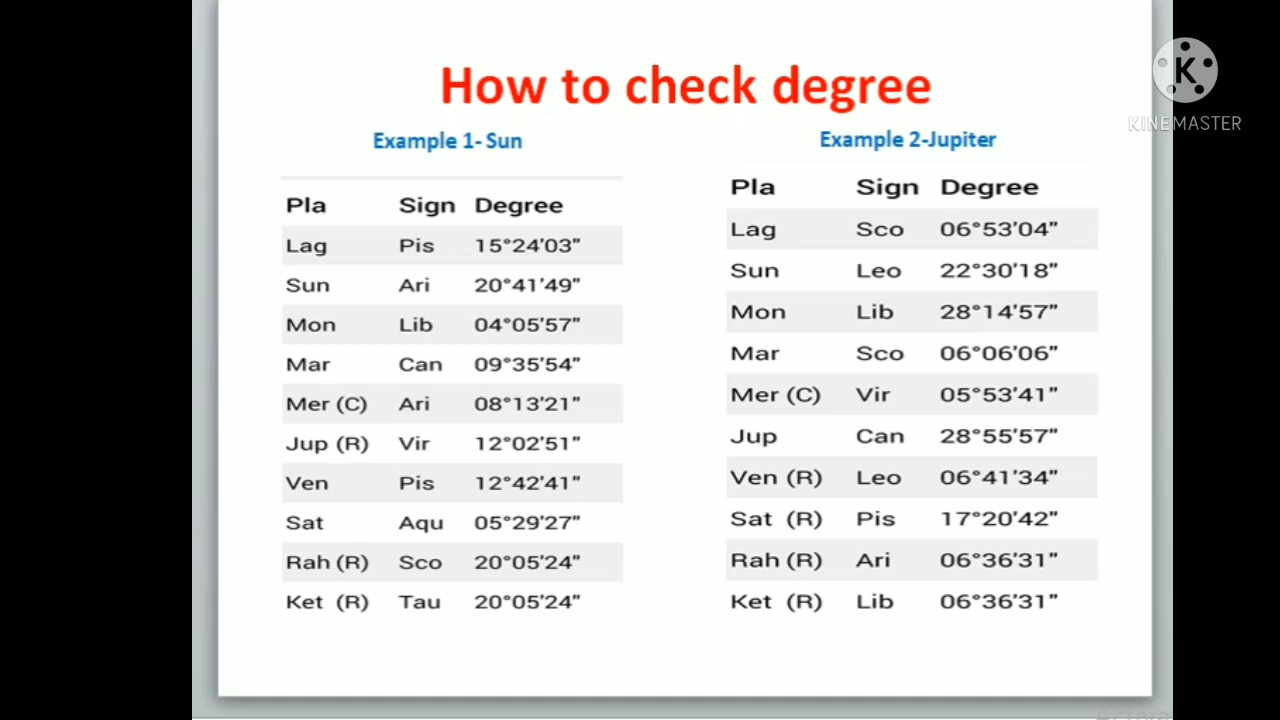 How to check degree
K
KINEMASTER
Example 1- Sun
Pla Sign Degree
Lag Pis 15°24'03"
Sun Ari 20°41'49"
Mon Lib 04°05'57"
Mar Can 09°35'54"
Mer (C) Ari 08°13'21"
Jup (R) Vir 12°02'51"
Ven Pis 12°42'41"
Sat Aqu 05°29'27"
Rah (R) Sco 20°05'24"
Ket (R) Tau 20°05'24"
Example 2-Jupiter
Pla Sign Degree
Lag Sco 06°53'04"
Sun Leo 22°30'18"
Mon Lib 28°14'57"
Mar Sco 06°06'06"
Mer (C) Vir 05°53'41"
Jup Can 28°55'57"
Ven (R) Leo 06°41'34"
Sat (R) Pis 17°20'42"
Rah (R) Ari 06°36'31"
Ket (R) Lib 06°36'31"